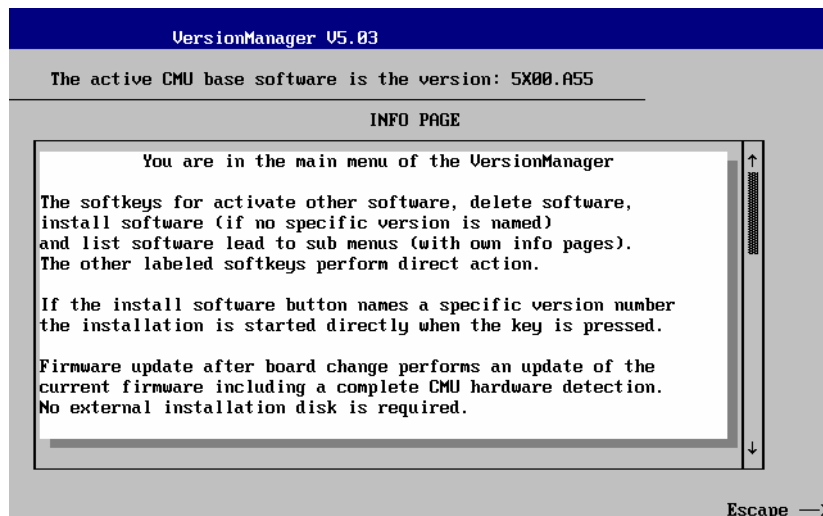 VersionManager V5.03
The active CMU base software is the version: 5X00.A55
INFO PAGE
You are in the main menu of the VersionManager
The softkeys for activate other software, delete software,
install software (if no specific version is named)
and list software lead to sub menus (with own info pages).
The other labeled softkeys perform direct action.
If the install software button names a specific version number
the installation is started directly when the key is pressed.
Firmware update after board change performs an update of the
current firmware including a complete CMU hardware detection.
No external installation disk is required.
Escape